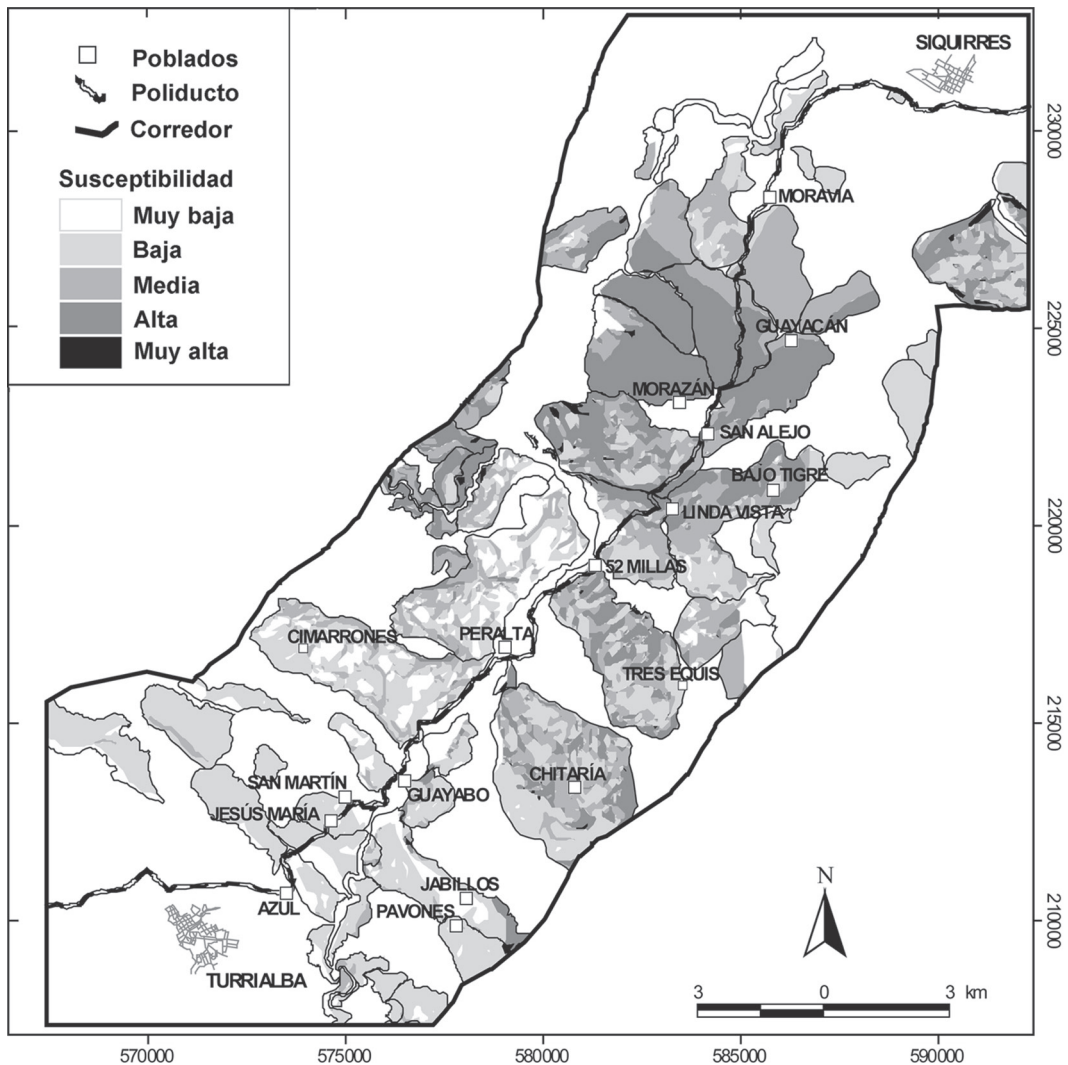 Poblados
Poliducto
Corredor
Susceptibilidad
Muy baja
Baja
Media
Alta
Muy alta
SIQUIRRES
MORAVIA
GUAYACÁN
MORAZÁN
SAN ALEJO
BAJO TIGRE
LINDA VISTA
52 MILLAS
PERALTA
CIMARRONES
TRES EQUIS
CHITARÍA
SAN MARTÍN
GUAYABO
JESÚS MARÍA
JABILLOS
PAVONES
AZUL
TURRIALBA
N
3 0 3 km
230000
225000
220000
215000
210000
570000 575000 580000 585000 590000